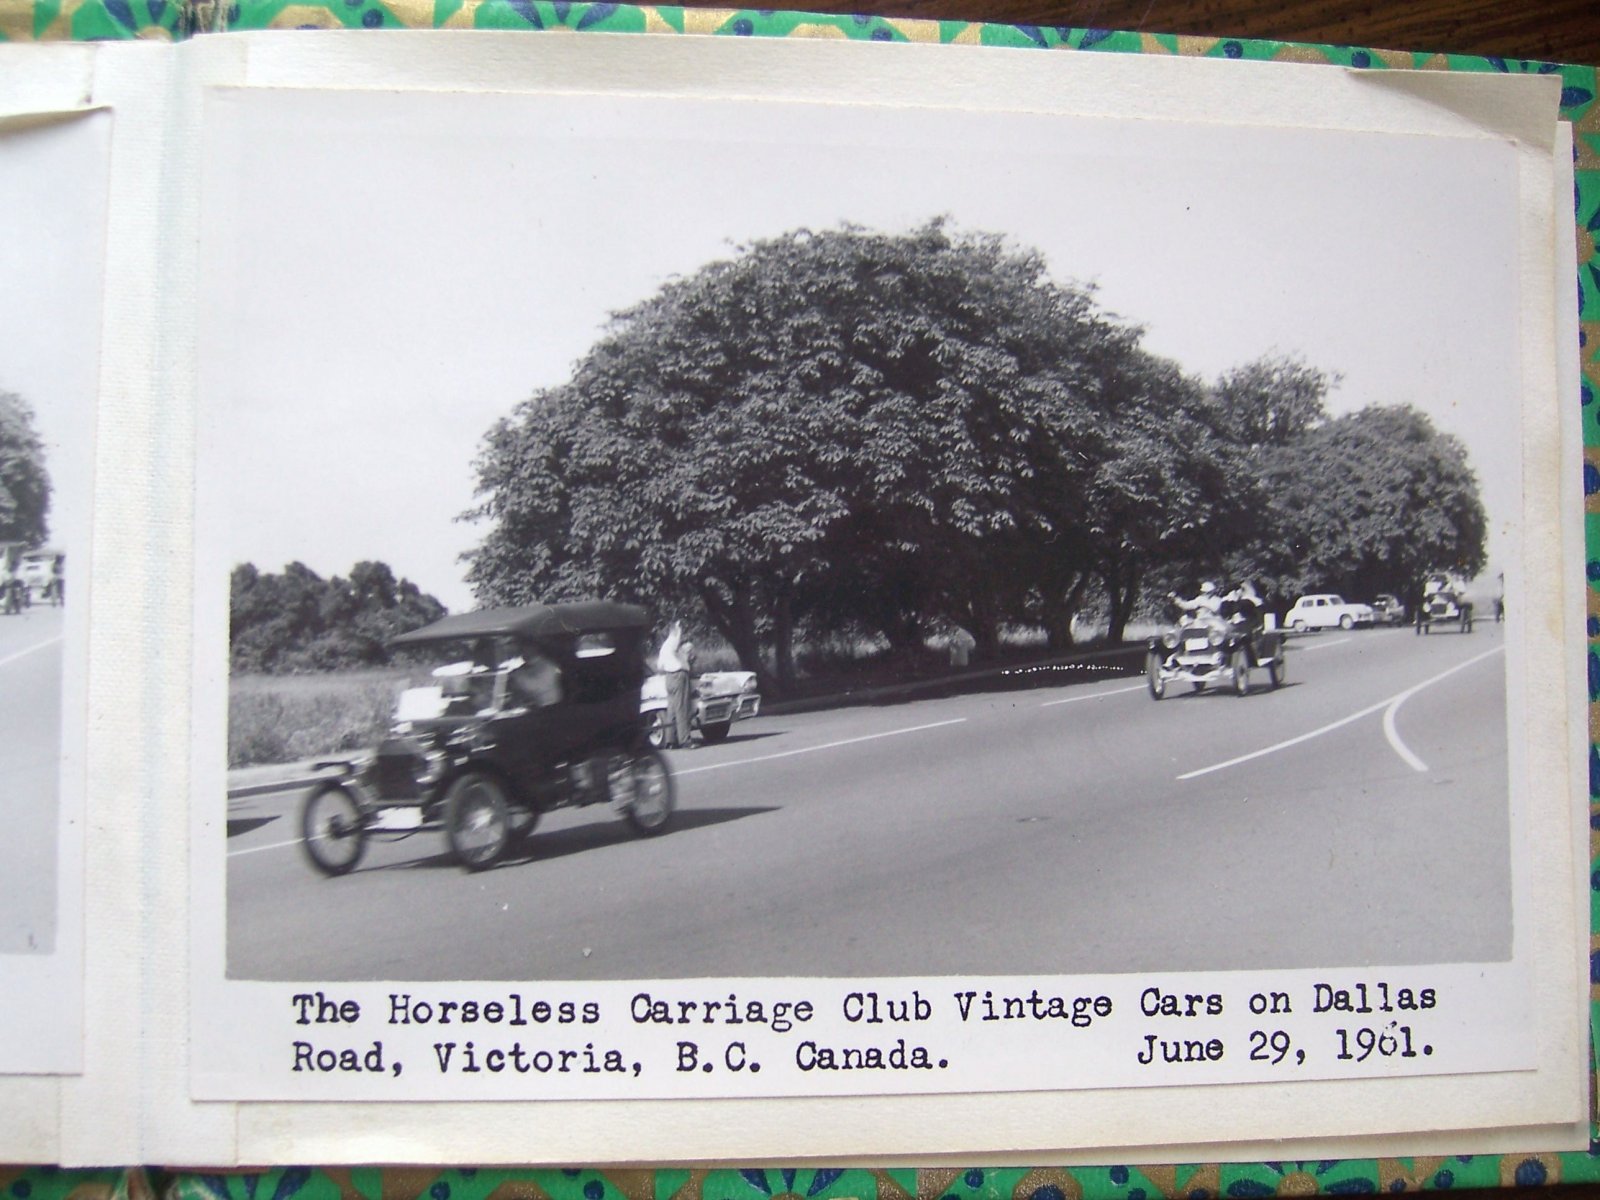 The Horseless Carriage Club Vintage Cars on Dallas
Road, Victoria, B.C. Canada. June 29, 1961.